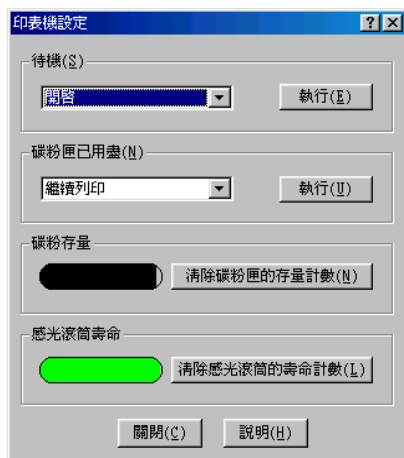 印表機設定
待機(S)
開啓
執行(E)
碳粉匣已用盡(N)
繼續列印
執行(U)
碳粉存量
清除碳粉匣的存量計數(N)
感光滾筒壽命
清除感光滾筒的壽命計數(L)
關閉(C) 說明(H)